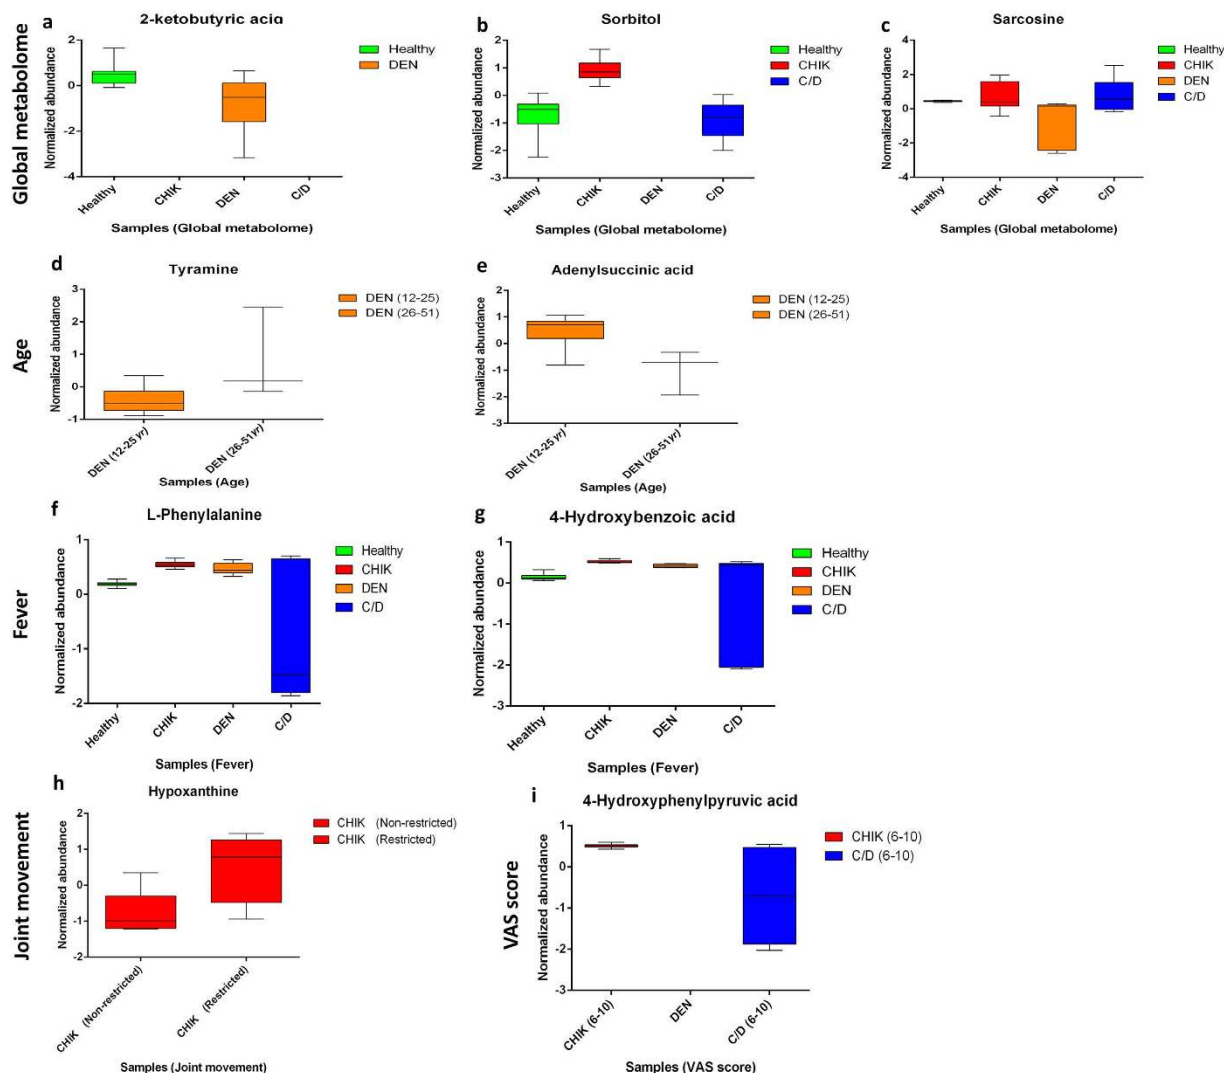 a
2-ketobutyric acid
Global metabolome
Normalized abundance
2
0
-2
-4
Healthy
CHIK
DEN
C/D
Samples (Global metabolome)
Healthy
DEN
b
Sorbitol
Normalized abundance
2
1
0
-1
-2
-3
Healthy
CHIK
DEN
C/D
Samples (Global metabolome)
Healthy
CHIK
C/D
c
Sarcosine
Normalized abundance
4
2
0
-2
-4
Healthy
CHIK
DEN
C/D
Samples (Global metabolome)
Healthy
CHIK
DEN
C/D
d
Tyramine
Age
Normalized abundance
3
2
1
0
-1
DEN (12-25 yr)
DEN (26-51yr)
Samples (Age)
DEN (12-25)
DEN (26-51)
e
Adenylsuccinic acid
Normalized abundance
2
1
0
-1
-2
-3
DEN (12-25 yr)
DEN (26-51yr)
Samples (Age)
DEN (12-25)
DEN (26-51)
f
L-Phenylalanine
Fever
Normalized abundance
1
0
-1
-2
Healthy
CHIK
DEN
C/D
Samples (Fever)
Healthy
CHIK
DEN
C/D
g
4-Hydroxybenzoic acid
Normalized abundance
1
0
-1
-2
-3
Healthy
CHIK
DEN
C/D
Samples (Fever)
Healthy
CHIK
DEN
C/D
h
Hypoxanthine
Joint movement
Normalized abundance
2
1
0
-1
-2
CHIK (Non-restricted)
CHIK (Restricted)
Samples (Joint movement)
CHIK (Non-restricted)
CHIK (Restricted)
i
4-Hydroxyphenylpyruvic acid
VAS score
Normalized abundance
1
0
-1
-2
-3
CHIK (6-10)
DEN
C/D (6-10)
Samples (VAS score)
CHIK (6-10)
C/D (6-10)